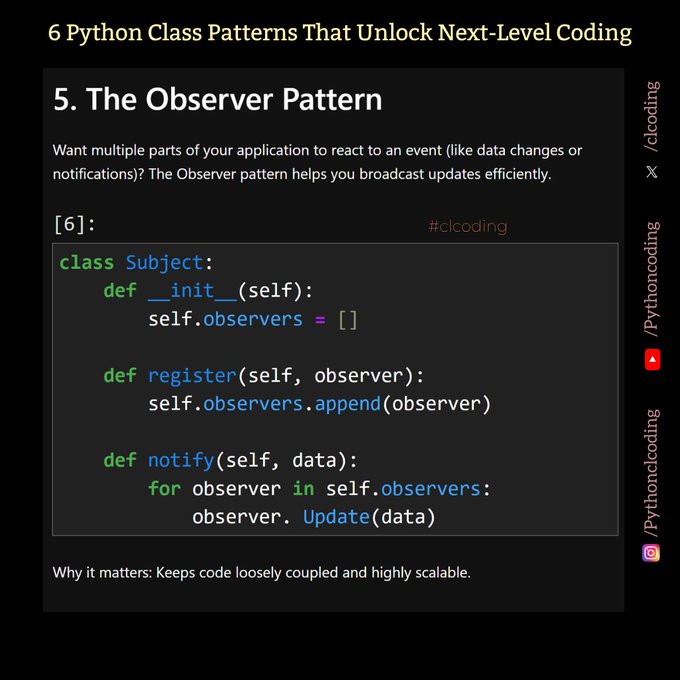 6 Python Class Patterns That Unlock Next-Level Coding
5. The Observer Pattern
Want multiple parts of your application to react to an event (like data changes or
notifications)? The Observer pattern helps you broadcast updates efficiently.
[6]:
#clcoding
class Subject:
    def __init__(self):
        self.observers = []

    def register(self, observer):
        self.observers.append(observer)

    def notify(self, data):
        for observer in self.observers:
            observer. Update(data)
Why it matters: Keeps code loosely coupled and highly scalable.
/clcoding
/Pythoncoding
/Pythonclcoding